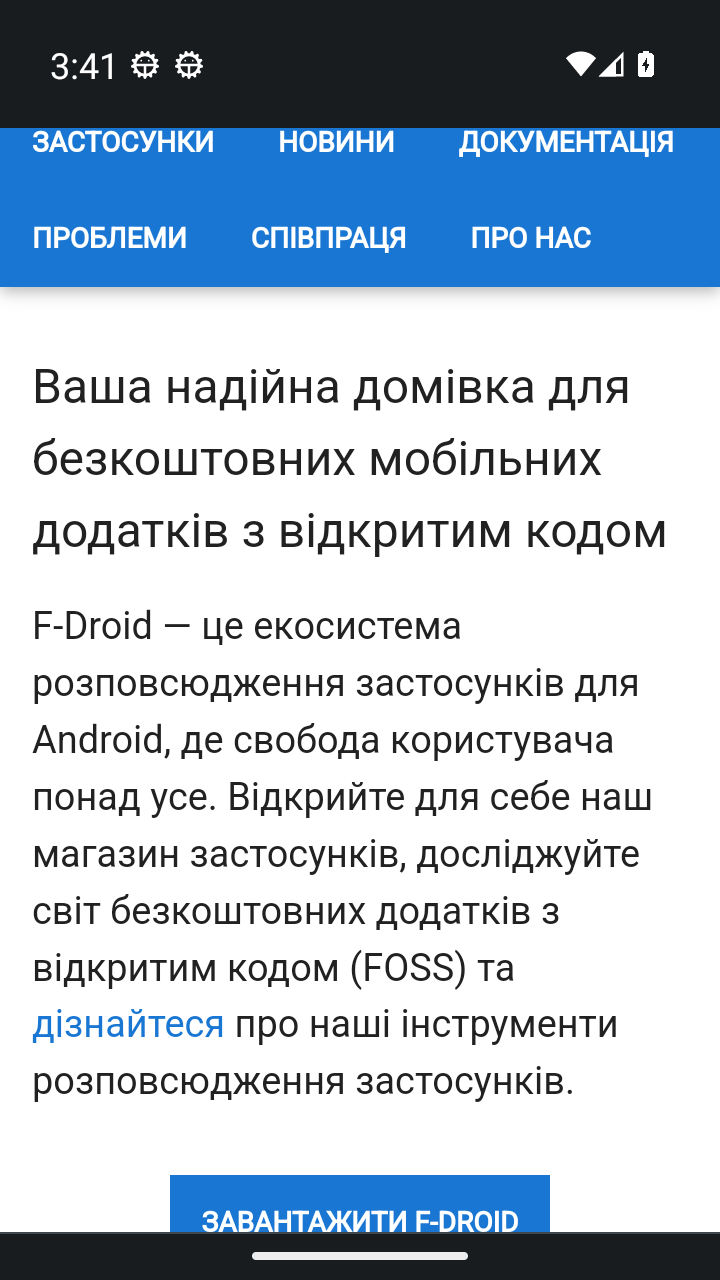 3:41
ЗАСТОСУНКИ НОВИНИ ДОКУМЕНТАЦІЯ
ПРОБЛЕМИ СПІВПРАЦЯ ПРО НАС
Ваша надійна домівка для
безкоштовних мобільних
додатків з відкритим кодом
F-Droid — це екосистема
розповсюдження застосунків для
Android, де свобода користувача
понад усе. Відкрийте для себе наш
магазин застосунків, досліджуйте
світ безкоштовних додатків з
відкритим кодом (FOSS) та
дізнайтеся про наші інструменти
розповсюдження застосунків.
ЗАВАНТАЖИТИ F-DROID